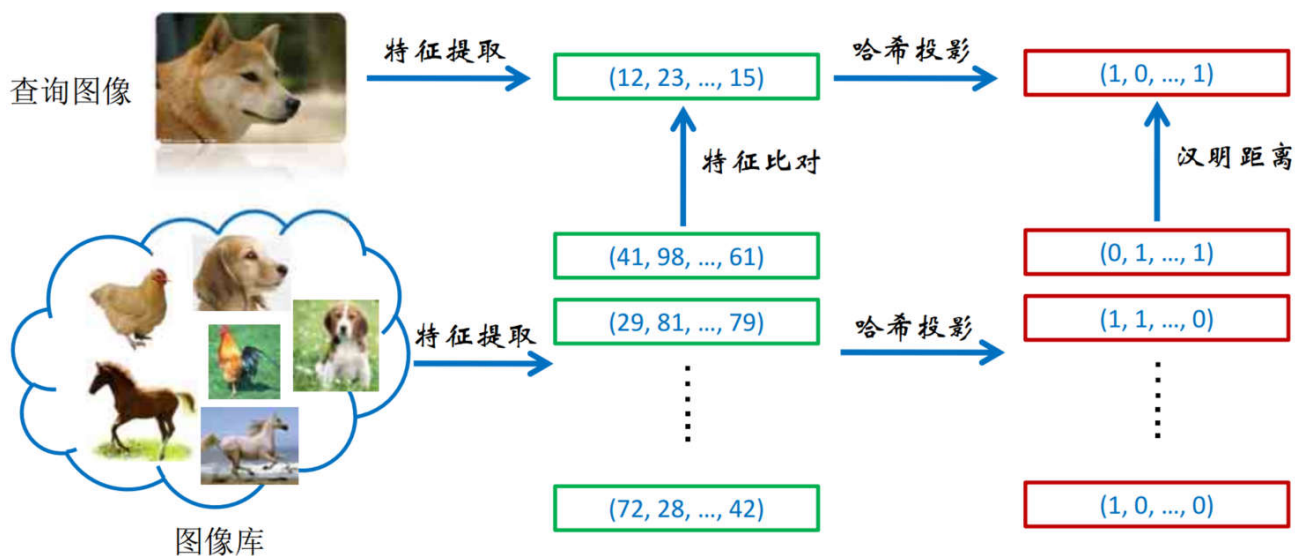 特征提取
哈希投影
查询图像
(12, 23, ..., 15)
(1, 0, ..., 1)
特征比对
汉明距离
(41, 98, ..., 61)
(0, 1, ..., 1)
特征提取
(29, 81, ..., 79)
哈希投影
(1, 1, ..., 0)
(72, 28, ..., 42)
(1, 0, ..., 0)
图像库